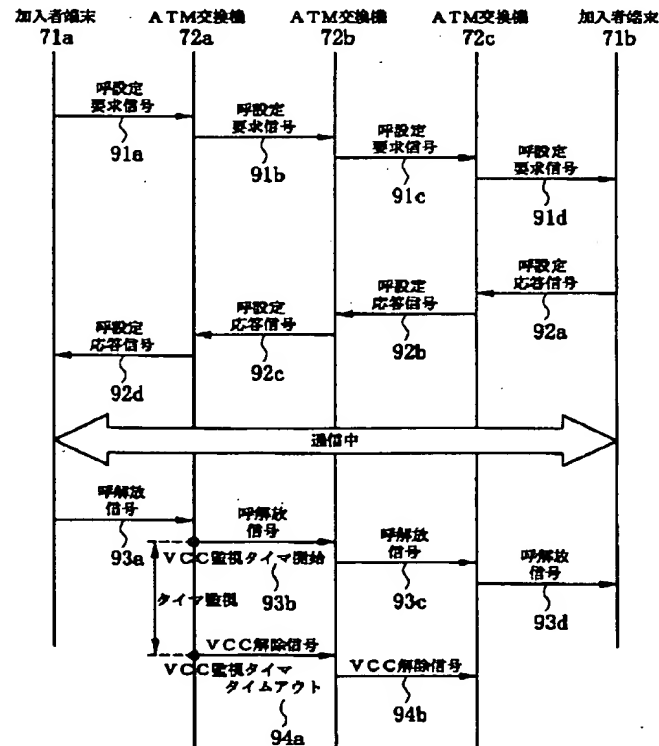 加入者端末 ATM交換機 ATM交換機 ATM交換機 加入者端末
71a 72a 72b 72c 71b
呼設定
要求信号
91a
呼設定
要求信号
91b
呼設定
要求信号
91c
呼設定
要求信号
91d
呼設定
応答信号
92a
呼設定
応答信号
92b
呼設定
応答信号
92c
呼設定
応答信号
92d
通信中
呼解放
信号
93a
呼解放
信号
VCC監視タイマ開始
93b
呼解放
信号
93c
呼解放
信号
93d
タイマ監視
VCC解除信号
VCC監視タイマ
タイムアウト
94a
VCC解除信号
94b